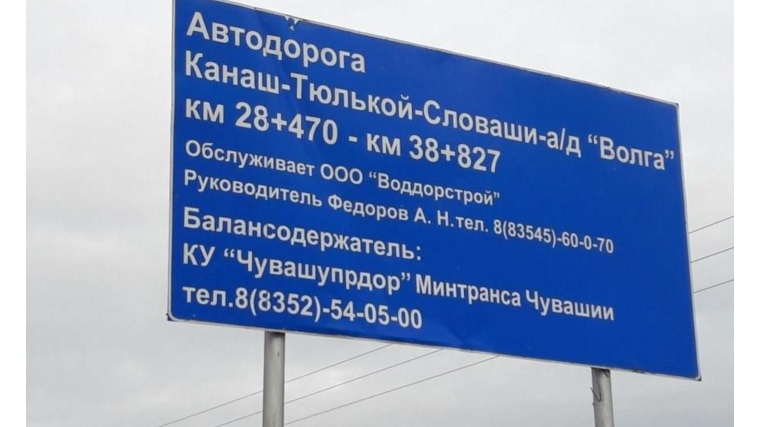 Автодорога
Канаш-Тюлькой-Словаши-а/д "Волга"
км 28+470 - км 38+827
Обслуживает ООО "Воддорстрой"
Руководитель Федоров А. Н.тел. 8(83545)-60-0-70
Балансодержатель:
КУ "Чувашупрдор" Минтранса Чувашии
тел.8(8352)-54-05-00